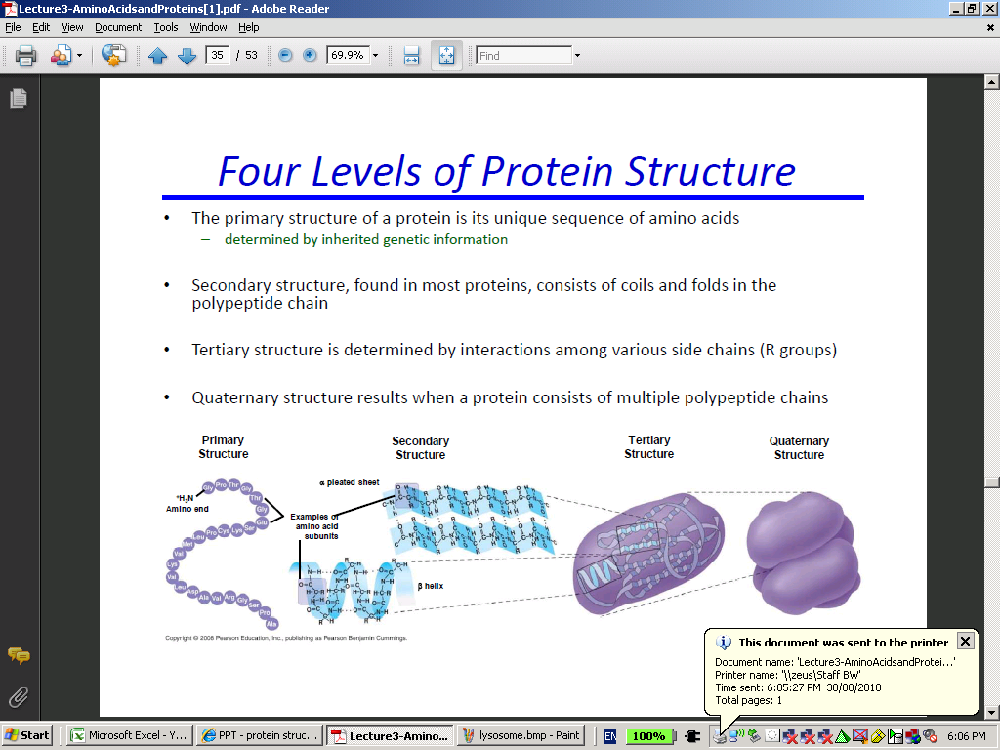 Lecture3-AminoAcidsandProteins[1].pdf - Adobe Reader
File Edit View Document Tools Window Help
35 / 53 69.9% Find
Four Levels of Protein Structure
• The primary structure of a protein is its unique sequence of amino acids
– determined by inherited genetic information
• Secondary structure, found in most proteins, consists of coils and folds in the
polypeptide chain
• Tertiary structure is determined by interactions among various side chains (R groups)
• Quaternary structure results when a protein consists of multiple polypeptide chains
Primary
Structure
Secondary
Structure
Tertiary
Structure
Quaternary
Structure
α pleated sheet
⁺H₃N
Amino end
Gly Pro Thr Gly
Thr
Gly
Glu
Ser
Lys
Cys
Pro
Leu
Met
Val
Lys
Val
Leu
Asp
Ala
Val
Arg
Gly
Ser
Pro
Ala
Examples of
amino acid
subunits
β helix
Copyright © 2008 Pearson Education, Inc., publishing as Pearson Benjamin Cummings.
This document was sent to the printer
Document name: 'Lecture3-AminoAcidsandProtei...'
Printer name: '\\zeus\Staff BW'
Time sent: 6:05:27 PM 30/08/2010
Total pages: 1
Start Microsoft Excel - Y... PPT - protein struc... Lecture3-Amino... lysosome.bmp - Paint EN 100% 6:06 PM